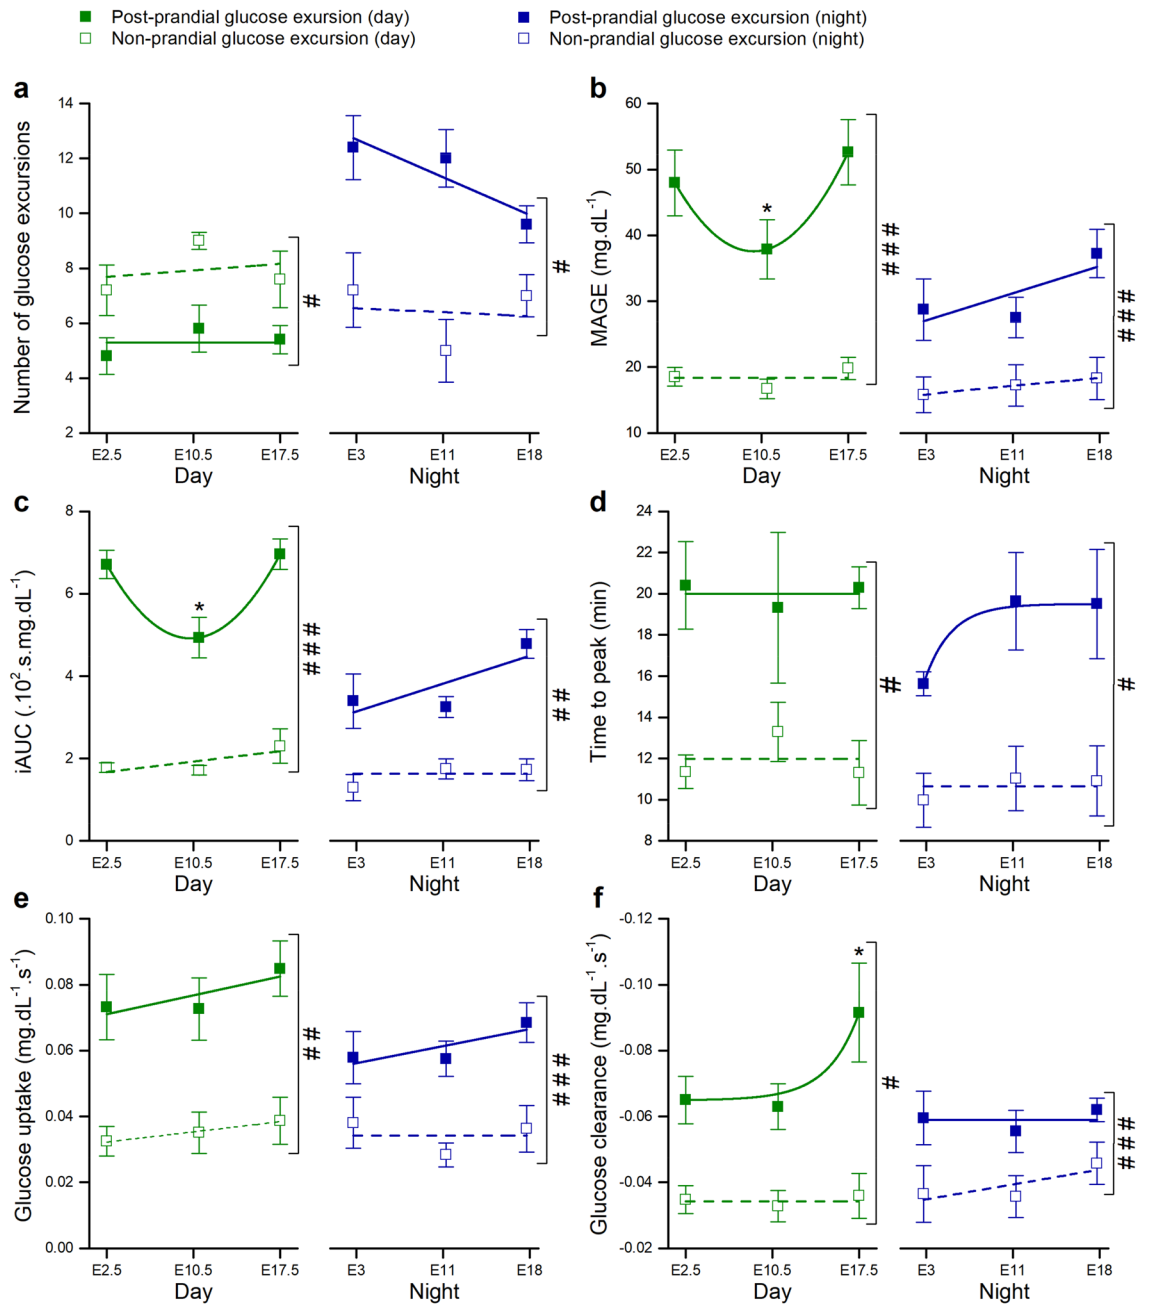 Post-prandial glucose exursion (day)
Post-prandial glucose excursion (night)
Non-prandial glucose excursion (day)
Non-prandial glucose excursion (night)
a
Number of glucose excursions
14
12
10
8
6
4
2
#
#
E2.5 E10.5 E17.5
Day
E3 E11 E18
Night
b
MAGE (mg.dL⁻¹)
60
50
40
30
20
10
*
###
###
E2.5 E10.5 E17.5
Day
E3 E11 E18
Night
c
iAUC (.10².s.mg.dL⁻¹)
8
6
4
2
0
*
###
##
E2.5 E10.5 E17.5
Day
E3 E11 E18
Night
d
Time to peak (min)
24
22
20
18
16
14
12
10
8
#
#
E2.5 E10.5 E17.5
Day
E3 E11 E18
Night
e
Glucose uptake (mg.dL⁻¹.s⁻¹)
0.10
0.08
0.06
0.04
0.02
0.00
##
###
E2.5 E10.5 E17.5
Day
E3 E11 E18
Night
f
Glucose clearance (mg.dL⁻¹.s⁻¹)
-0.12
-0.10
-0.08
-0.06
-0.04
-0.02
*
#
###
E2.5 E10.5 E17.5
Day
E3 E11 E18
Night